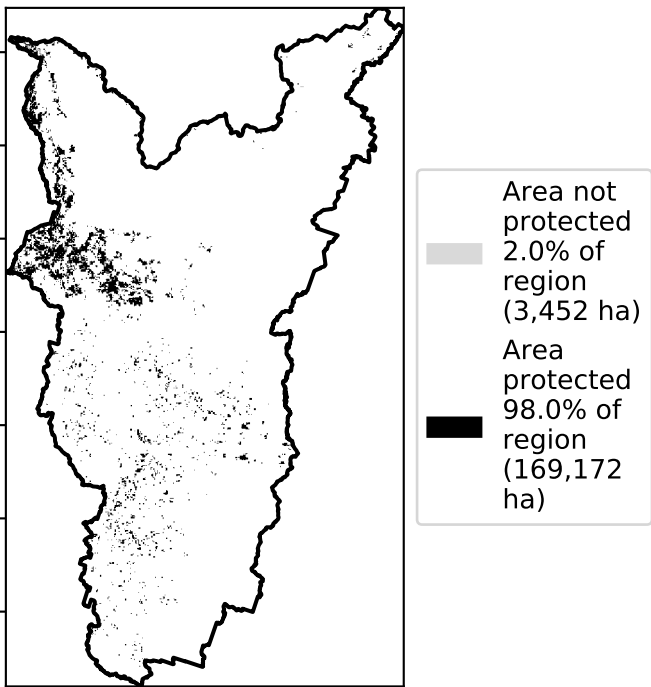 Area not
protected
2.0% of
region
(3,452 ha)
Area
protected
98.0% of
region
(169,172
ha)